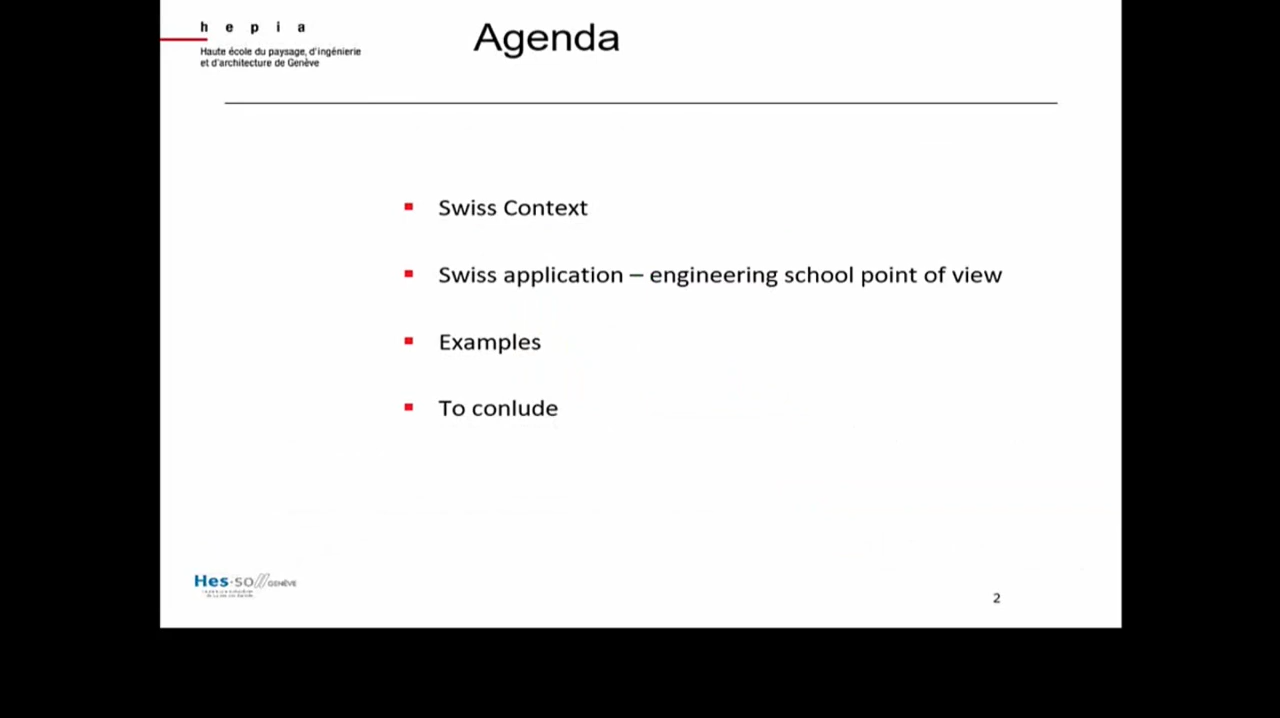 h e p i a
Haute école du paysage, d'ingénierie
et d'architecture de Genève
Agenda
Swiss Context
Swiss application – engineering school point of view
Examples
To conlude
Hes·so// GENÈVE
2